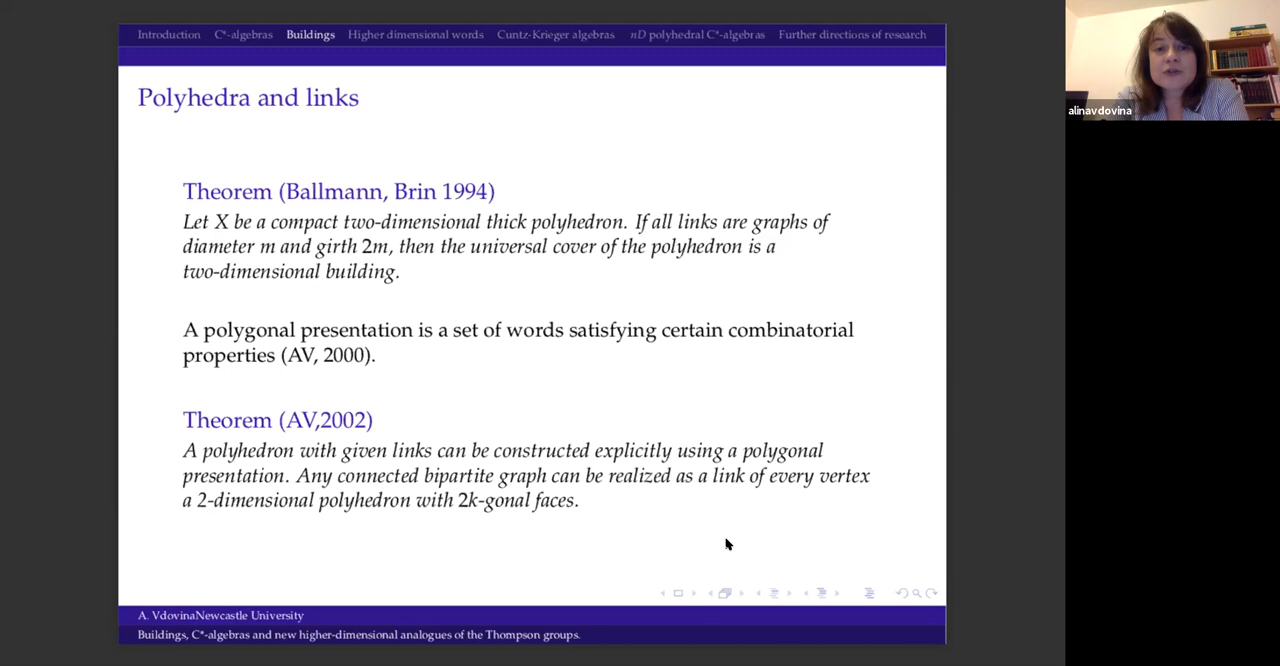 Introduction C*-algebras Buildings Higher dimensional words Cuntz-Krieger algebras nD polyhedral C*-algebras Further directions of research
Polyhedra and links
Theorem (Ballmann, Brin 1994)
Let X be a compact two-dimensional thick polyhedron. If all links are graphs of
diameter m and girth 2m, then the universal cover of the polyhedron is a
two-dimensional building.
A polygonal presentation is a set of words satisfying certain combinatorial
properties (AV, 2000).
Theorem (AV,2002)
A polyhedron with given links can be constructed explicitly using a polygonal
presentation. Any connected bipartite graph can be realized as a link of every vertex
a 2-dimensional polyhedron with 2k-gonal faces.
A. VdovinaNewcastle University
Buildings, C*-algebras and new higher-dimensional analogues of the Thompson groups.
alinavdovina